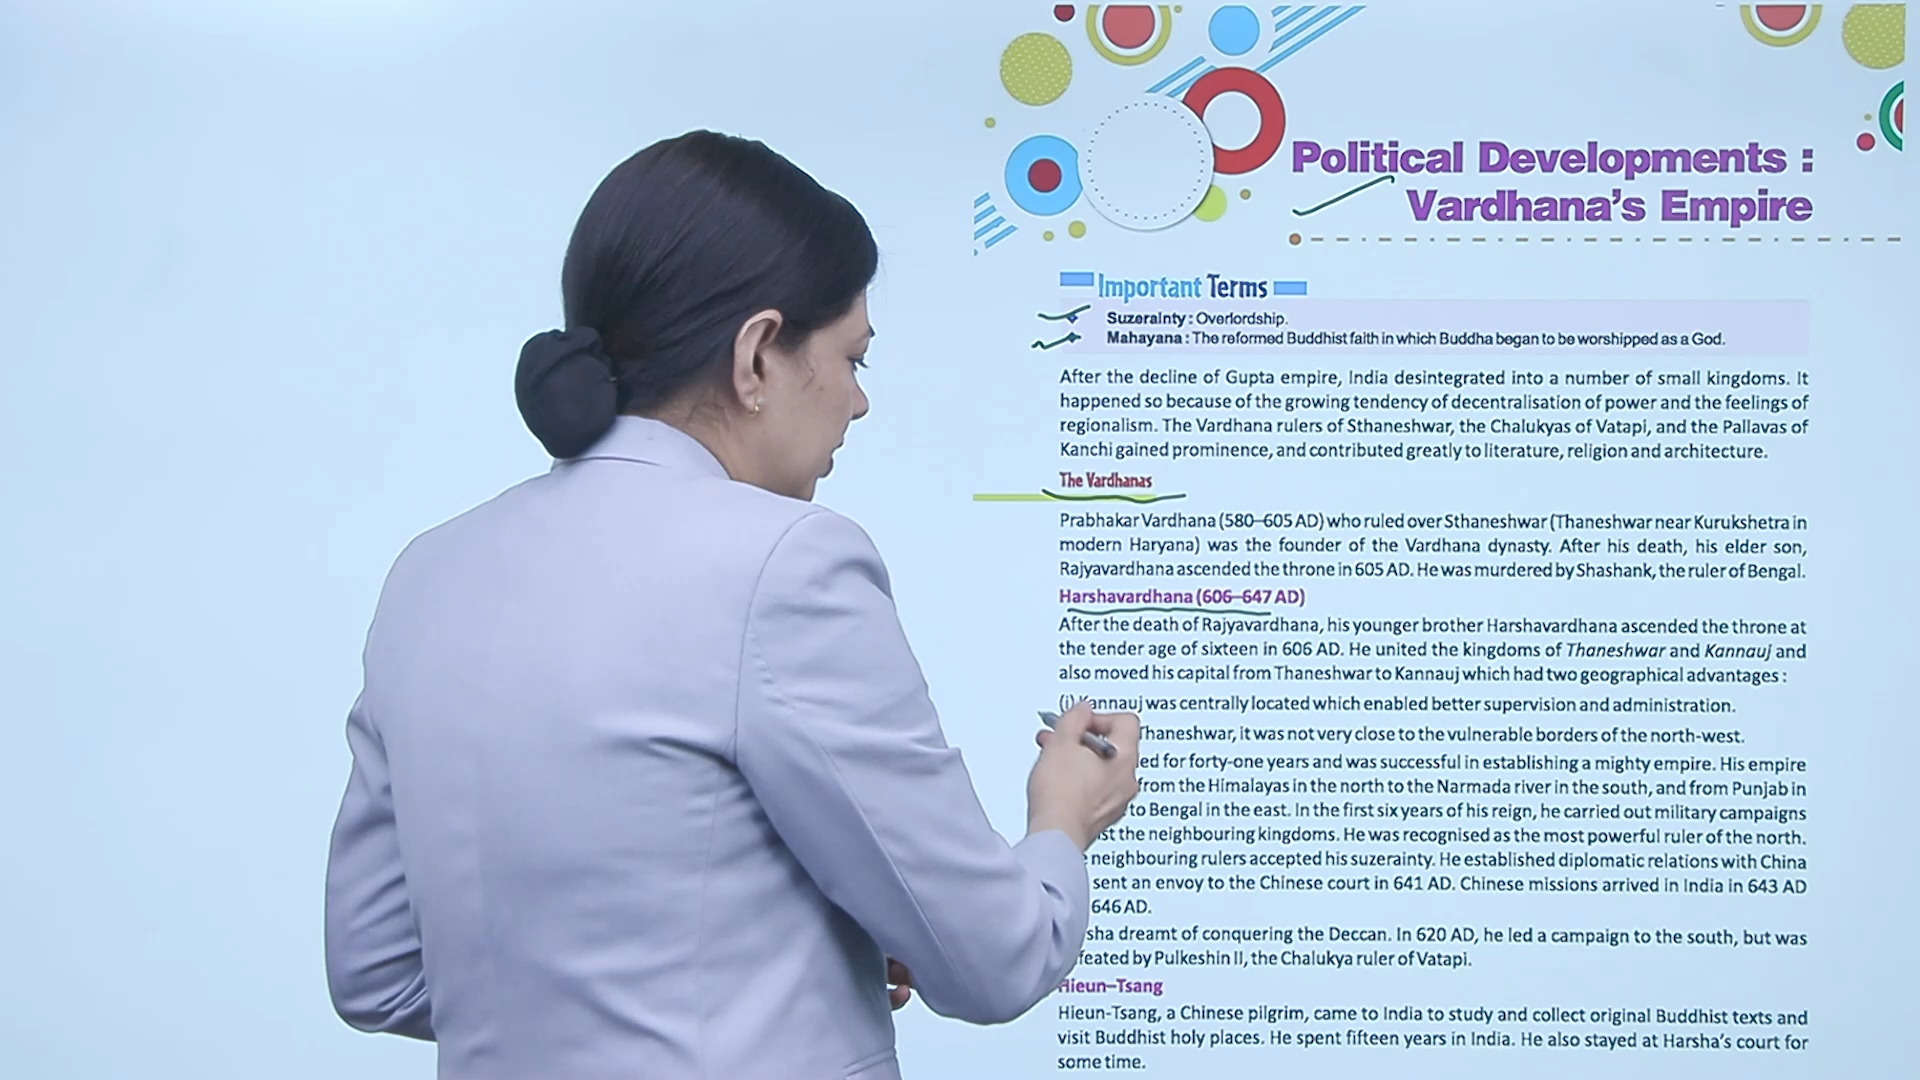 Political Developments :
Vardhana's Empire
Important Terms
Suzerainty : Overlordship.
Mahayana : The reformed Buddhist faith in which Buddha began to be worshipped as a God.
After the decline of Gupta empire, India desintegrated into a number of small kingdoms. It
happened so because of the growing tendency of decentralisation of power and the feelings of
regionalism. The Vardhana rulers of Sthaneshwar, the Chalukyas of Vatapi, and the Pallavas of
Kanchi gained prominence, and contributed greatly to literature, religion and architecture.
The Vardhanas
Prabhakar Vardhana (580–605 AD) who ruled over Sthaneshwar (Thaneshwar near Kurukshetra in
modern Haryana) was the founder of the Vardhana dynasty. After his death, his elder son,
Rajyavardhana ascended the throne in 605 AD. He was murdered by Shashank, the ruler of Bengal.
Harshavardhana (606–647 AD)
After the death of Rajyavardhana, his younger brother Harshavardhana ascended the throne at
the tender age of sixteen in 606 AD. He united the kingdoms of Thaneshwar and Kannauj and
also moved his capital from Thaneshwar to Kannauj which had two geographical advantages :
(i) Kannauj was centrally located which enabled better supervision and administration.
Thaneshwar, it was not very close to the vulnerable borders of the north-west.
for forty-one years and was successful in establishing a mighty empire. His empire
from the Himalayas in the north to the Narmada river in the south, and from Punjab in
to Bengal in the east. In the first six years of his reign, he carried out military campaigns
the neighbouring kingdoms. He was recognised as the most powerful ruler of the north.
neighbouring rulers accepted his suzerainty. He established diplomatic relations with China
sent an envoy to the Chinese court in 641 AD. Chinese missions arrived in India in 643 AD
646 AD.
dreamt of conquering the Deccan. In 620 AD, he led a campaign to the south, but was
by Pulkeshin II, the Chalukya ruler of Vatapi.
Hieun–Tsang
Hieun-Tsang, a Chinese pilgrim, came to India to study and collect original Buddhist texts and
visit Buddhist holy places. He spent fifteen years in India. He also stayed at Harsha's court for
some time.